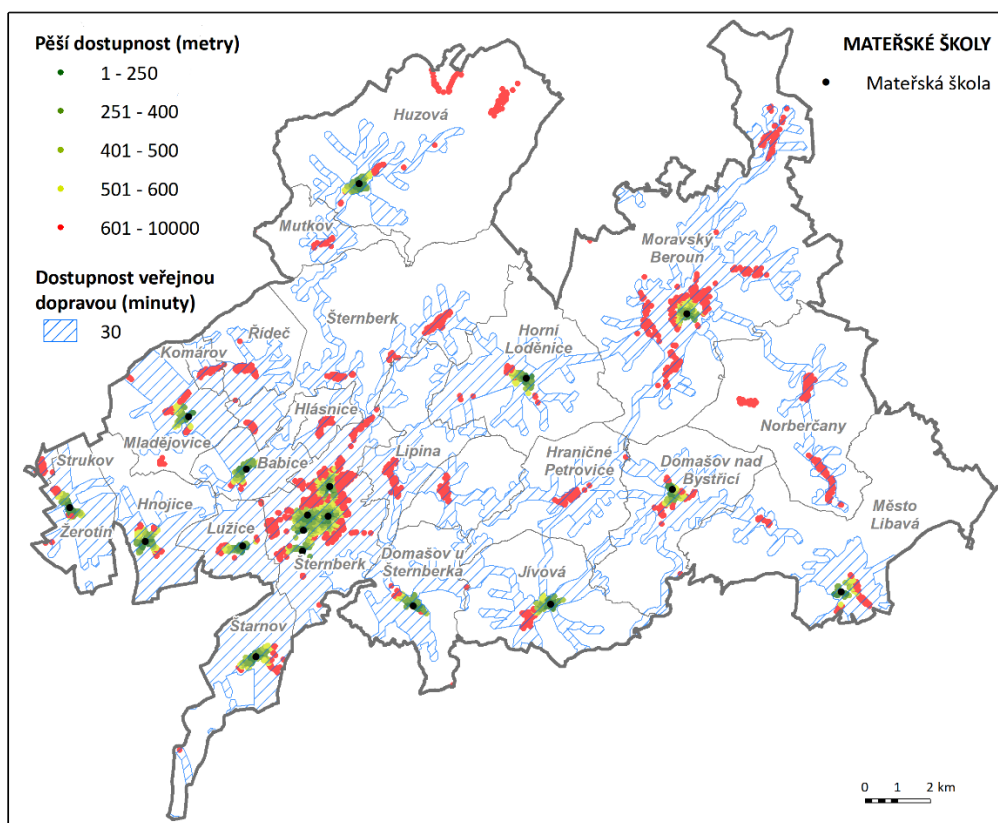 Pěší dostupnost (metry)
1 - 250
251 - 400
401 - 500
501 - 600
601 - 10000
Dostupnost veřejnou
dopravou (minuty)
30
MATEŘSKÉ ŠKOLY
Mateřská škola
Huzová
Mutkov
Moravský
Beroun
Řídeč
Šternberk
Komárov
Horní
Loděnice
Hlásnice
Norberčany
Mladějovice
Strukov
Babice
Lipina
Hraničné
Petrovice
Domašov nad
Bystřicí
Hnojice
Město
Libavá
Žerotín
Lužice
Šternberk
Domašov u
Šternberka
Jívová
Štarnov
0 1 2 km